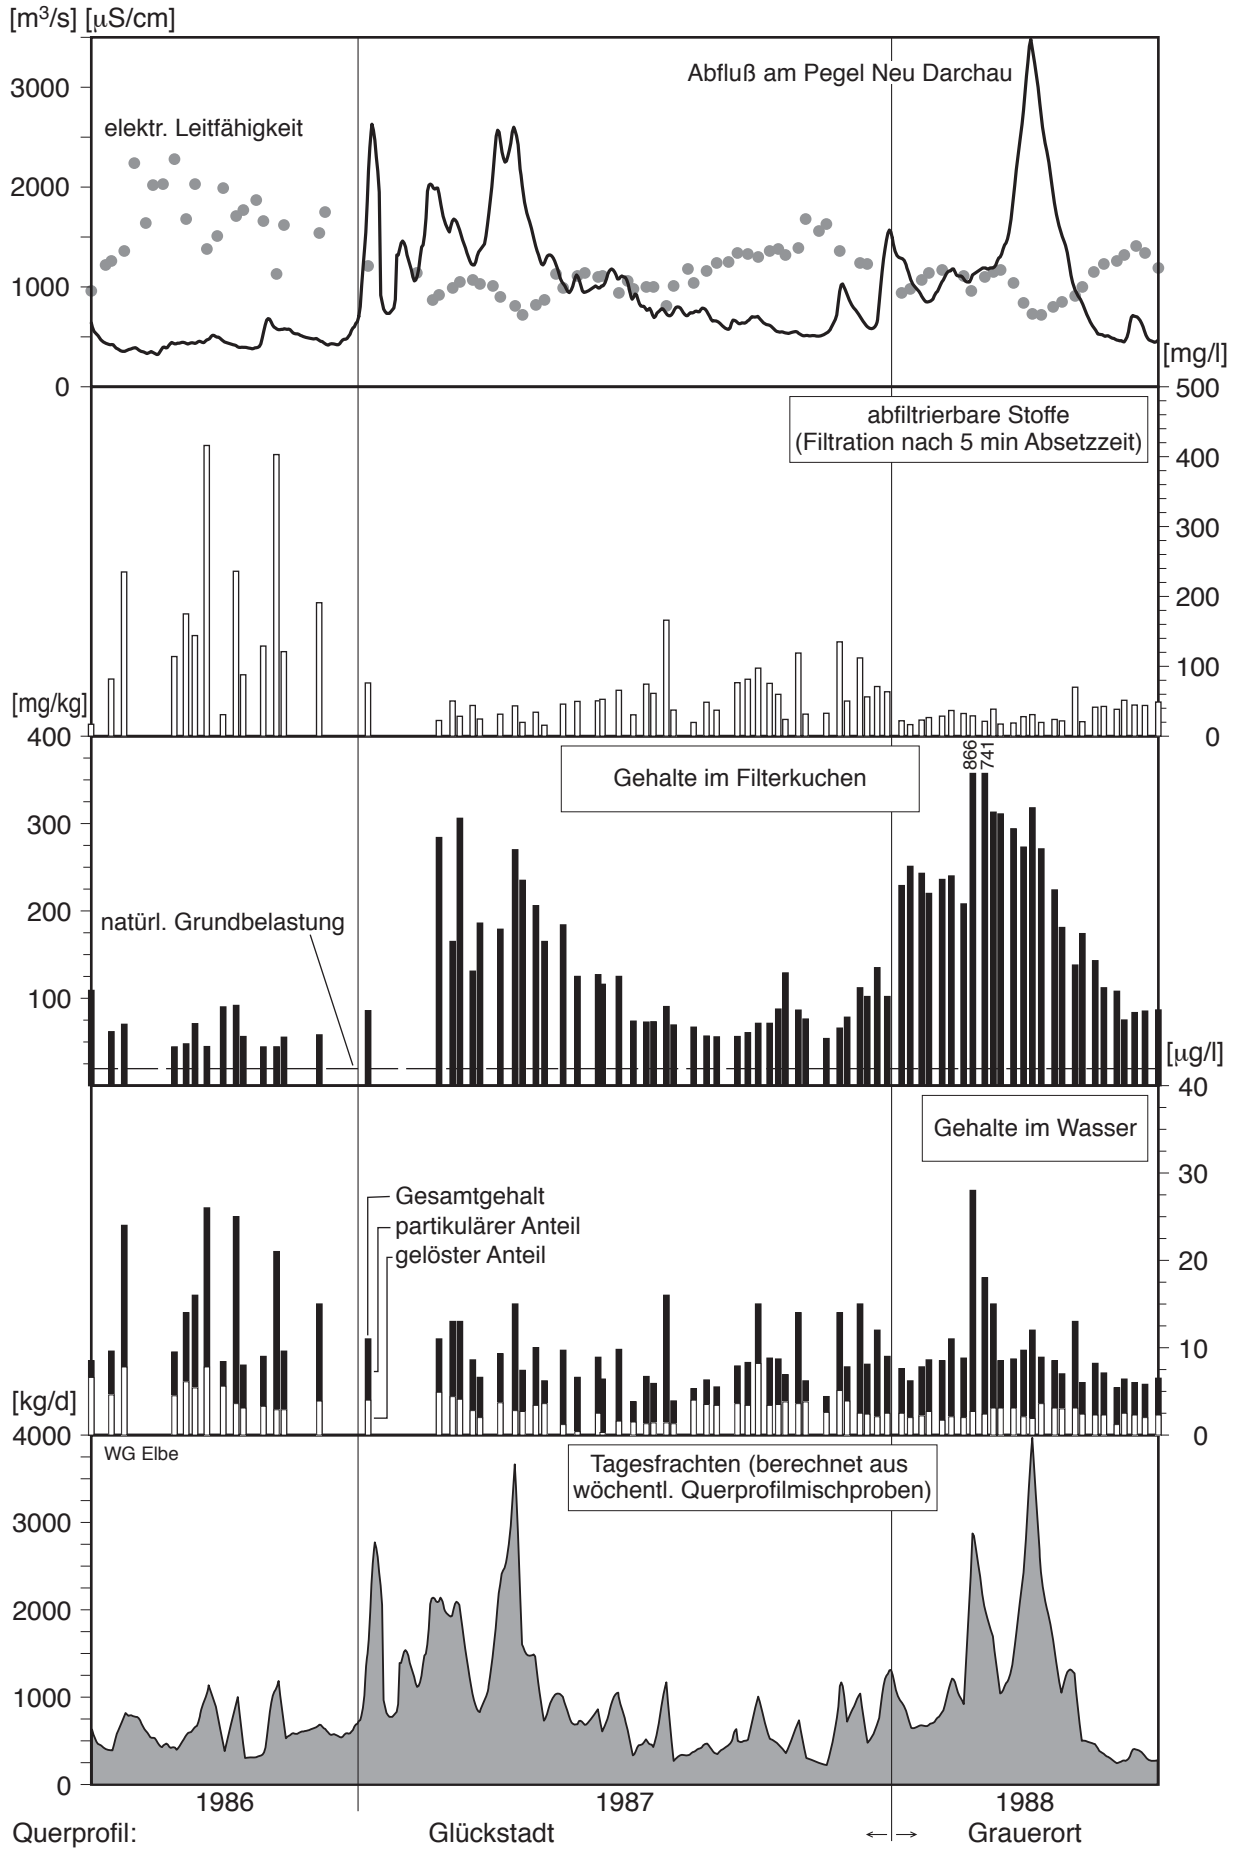 [m³/s] [µS/cm]
3000
2000
1000
0
elektr. Leitfähigkeit
Abfluß am Pegel Neu Darchau
[mg/l]
500
400
300
200
100
0
abfiltrierbare Stoffe
(Filtration nach 5 min Absetzzeit)
[mg/kg]
400
300
200
100
Gehalte im Filterkuchen
866
741
natürl. Grundbelastung
[µg/l]
40
30
20
10
0
Gehalte im Wasser
Gesamtgehalt
partikulärer Anteil
gelöster Anteil
[kg/d]
4000
3000
2000
1000
0
WG Elbe
Tagesfrachten (berechnet aus
wöchentl. Querprofilmischproben)
1986 1987 1988
Querprofil: Glückstadt ← → Grauerort